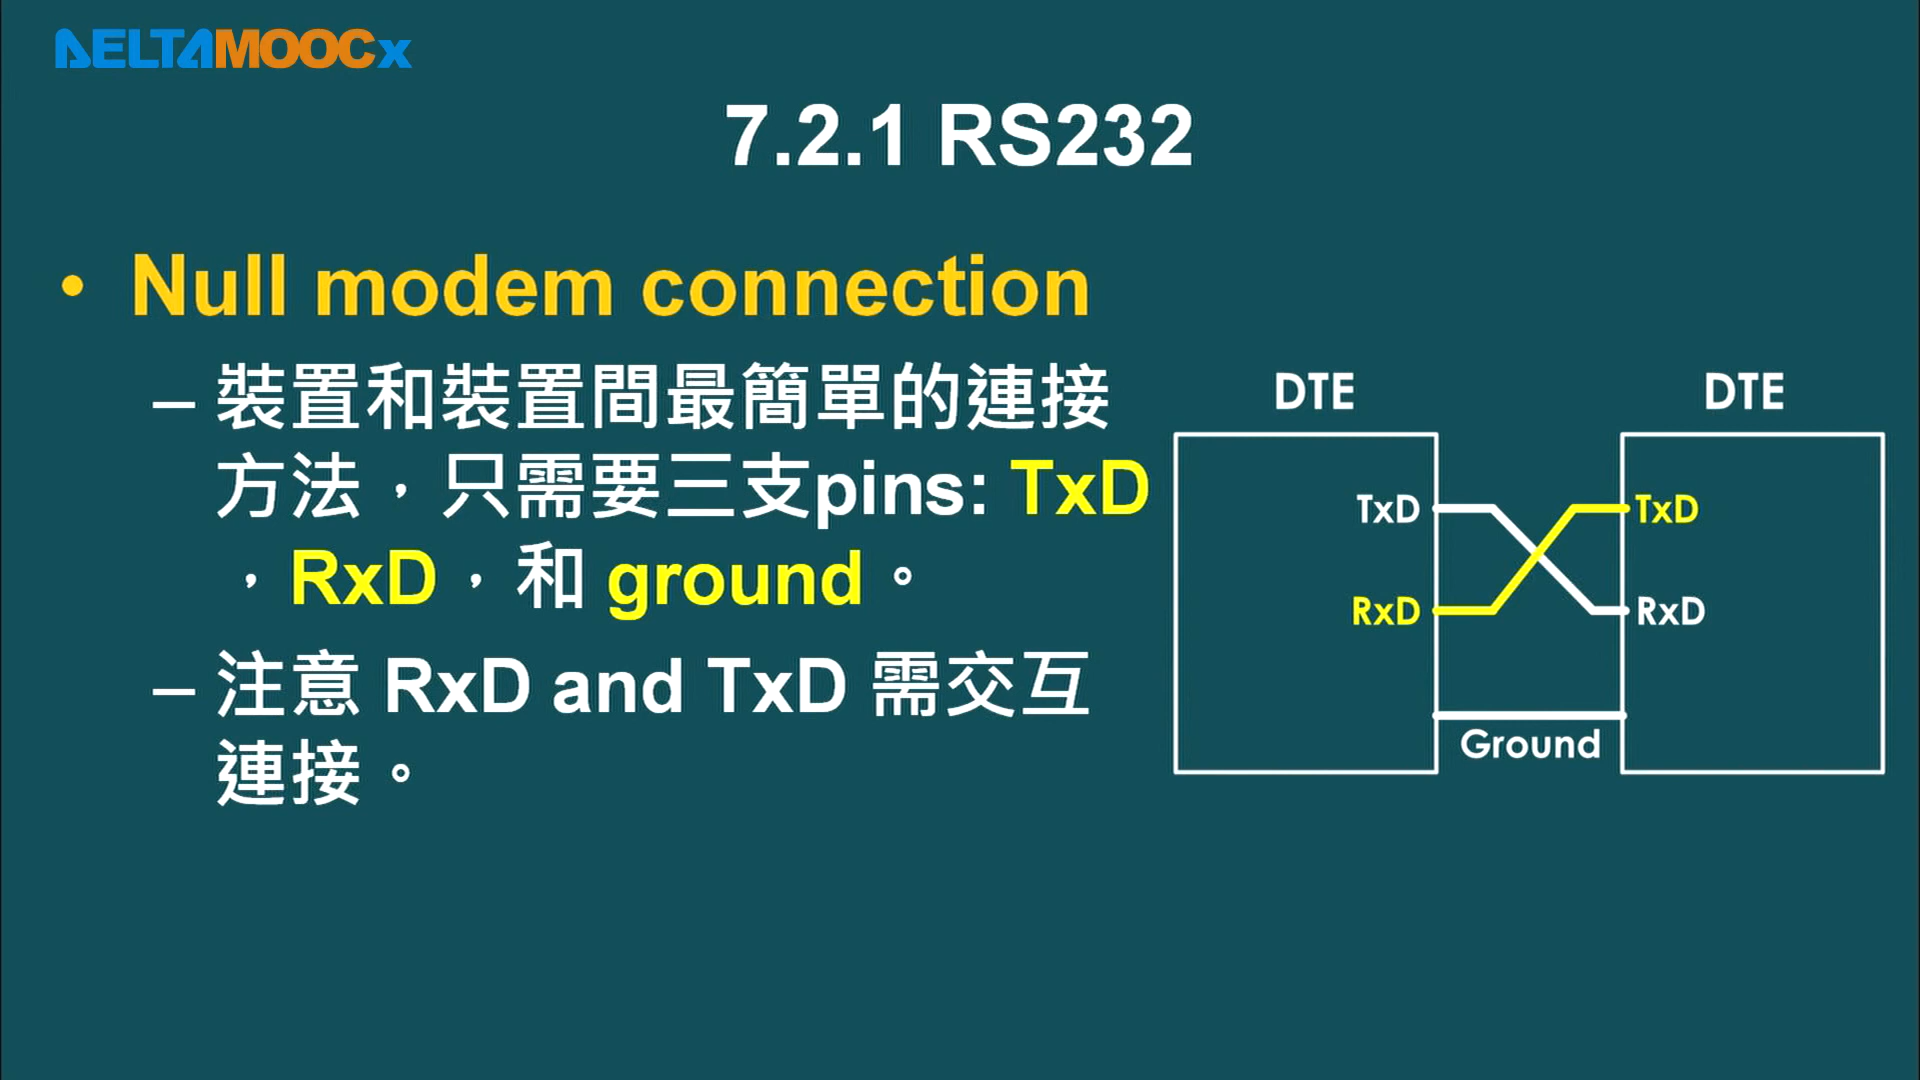 DELTAMOOCx
7.2.1 RS232
• Null modem connection
– 裝置和裝置間最簡單的連接
方法，只需要三支pins: TxD
，RxD，和 ground。
– 注意 RxD and TxD 需交互
連接。
DTE DTE
TxD TxD
RxD RxD
Ground